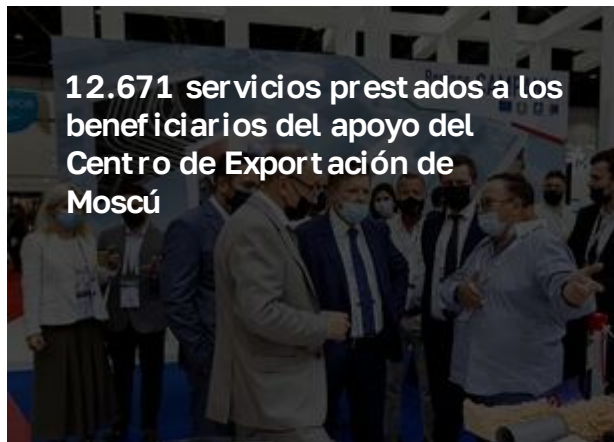 12.671 servicios prestados a los
beneficiarios del apoyo del
Centro de Exportación de
Moscú